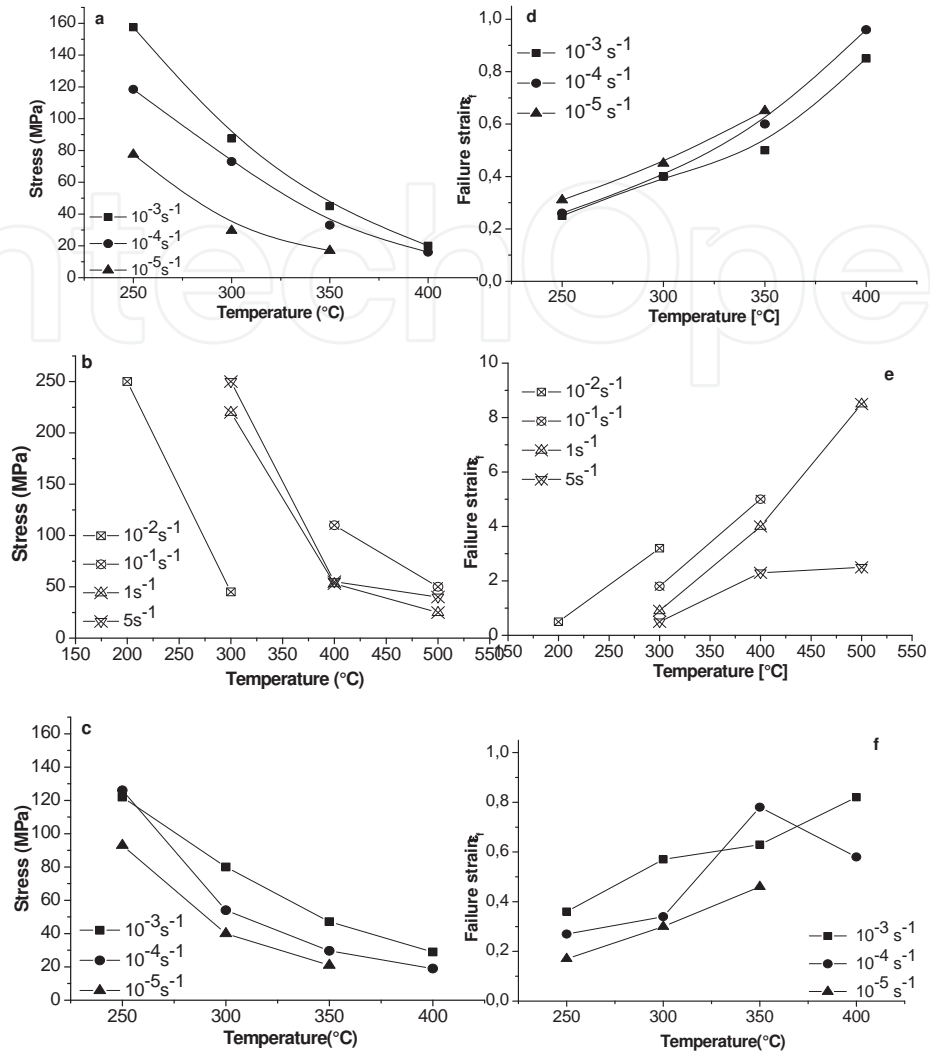 a
160
140
120
100
80
60
40
20
0
Stress (MPa)
10-3s-1
10-4s-1
10-5s-1
250
300
350
400
Temperature (°C)
d
1,0
0,8
0,6
0,4
0,2
0,0
Failure strainεf
10-3 s-1
10-4 s-1
10-5 s-1
250
300
350
400
Temperature [°C]
ntechOpe
b
250
200
150
100
50
0
Stress (MPa)
10-2s-1
10-1s-1
1s-1
5s-1
150
200
250
300
350
400
450
500
550
Temperature (°C)
e
10
8
6
4
2
0
Failure strainεf
10-2s-1
10-1s-1
1s-1
5s-1
150
200
250
300
350
400
450
500
550
Temperature [°C]
c
160
140
120
100
80
60
40
20
0
Stress (MPa)
10-3s-1
10-4s-1
10-5s-1
250
300
350
400
Temperature(°C)
f
1,0
0,8
0,6
0,4
0,2
0,0
Failure strainεf
10-3 s-1
10-4 s-1
10-5 s-1
250
300
350
400
Temperature(°C)